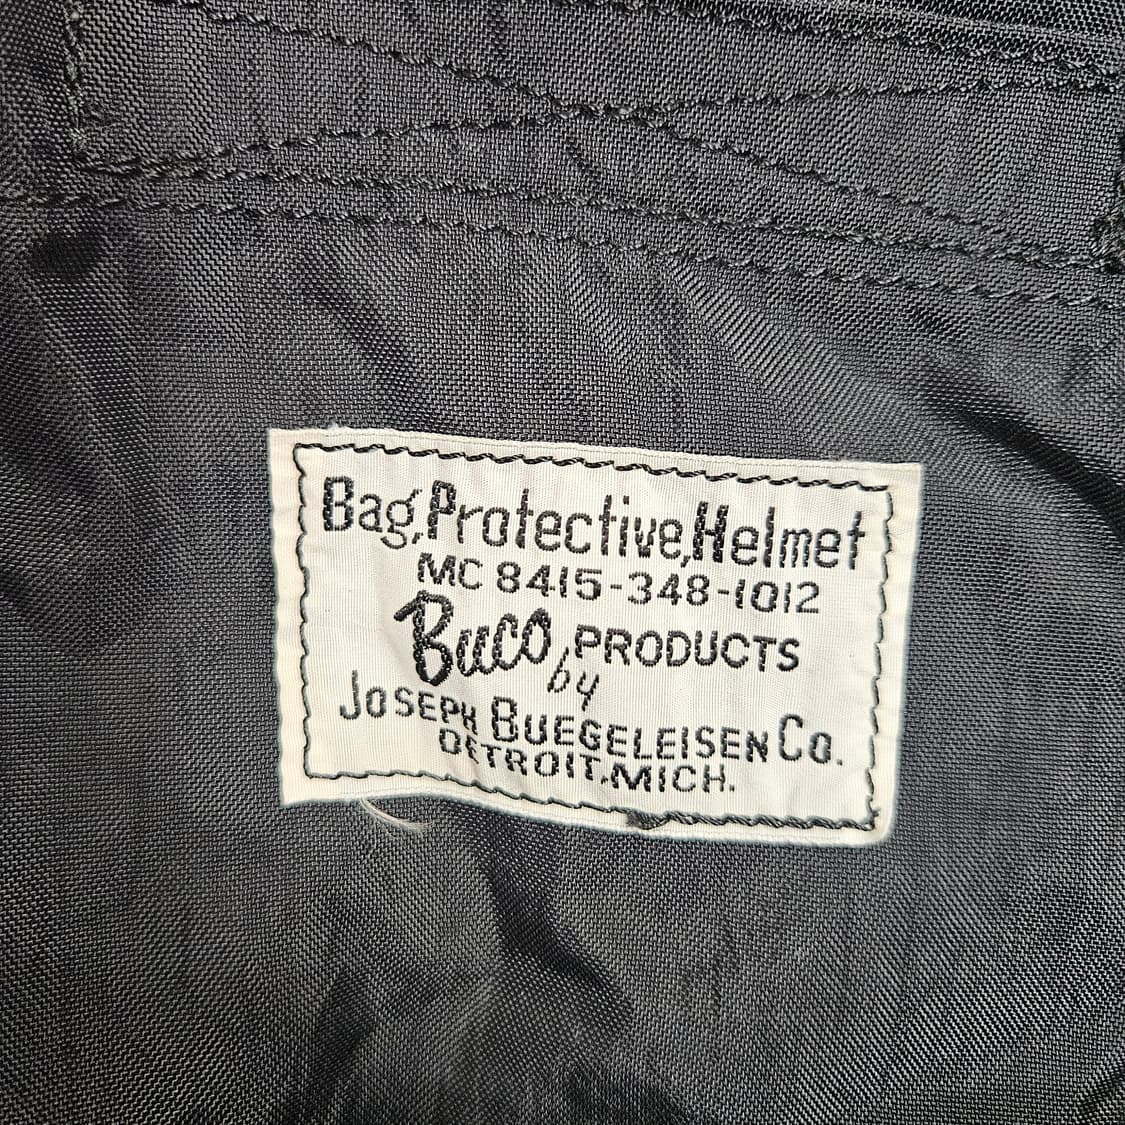 Bag, Protective, Helmet
MC 8415-348-1012
Buco by PRODUCTS
JOSEPH BUEGELEISEN Co.
DETROIT, MICH.